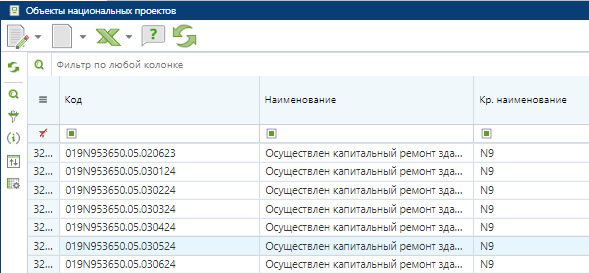 Объекты национальных проектов
Фильтр по любой колонке
Код Наименование Кр. наименование
32... 019N953650.05.020623 Осуществлен капитальный ремонт зда... N9
32... 019N953650.05.030124 Осуществлен капитальный ремонт зда... N9
32... 019N953650.05.030224 Осуществлен капитальный ремонт зда... N9
32... 019N953650.05.030324 Осуществлен капитальный ремонт зда... N9
32... 019N953650.05.030424 Осуществлен капитальный ремонт зда... N9
32... 019N953650.05.030524 Осуществлен капитальный ремонт зда... N9
32... 019N953650.05.030624 Осуществлен капитальный ремонт зда... N9